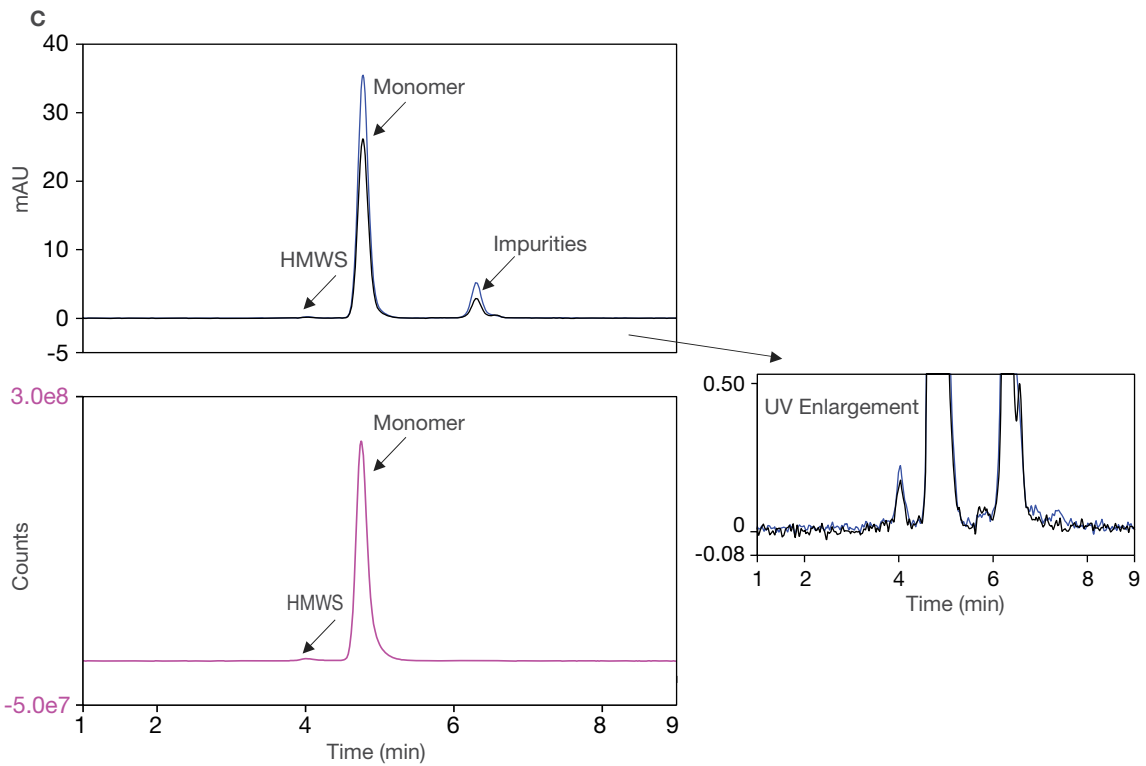 C
40
30
20
10
0
-5
mAU
Monomer
HMWS
Impurities
3.0e8
-5.0e7
Counts
Monomer
HMWS
1 2 4 6 8 9
Time (min)
UV Enlargement
0.50
0
-0.08
1 2 4 6 8 9
Time (min)